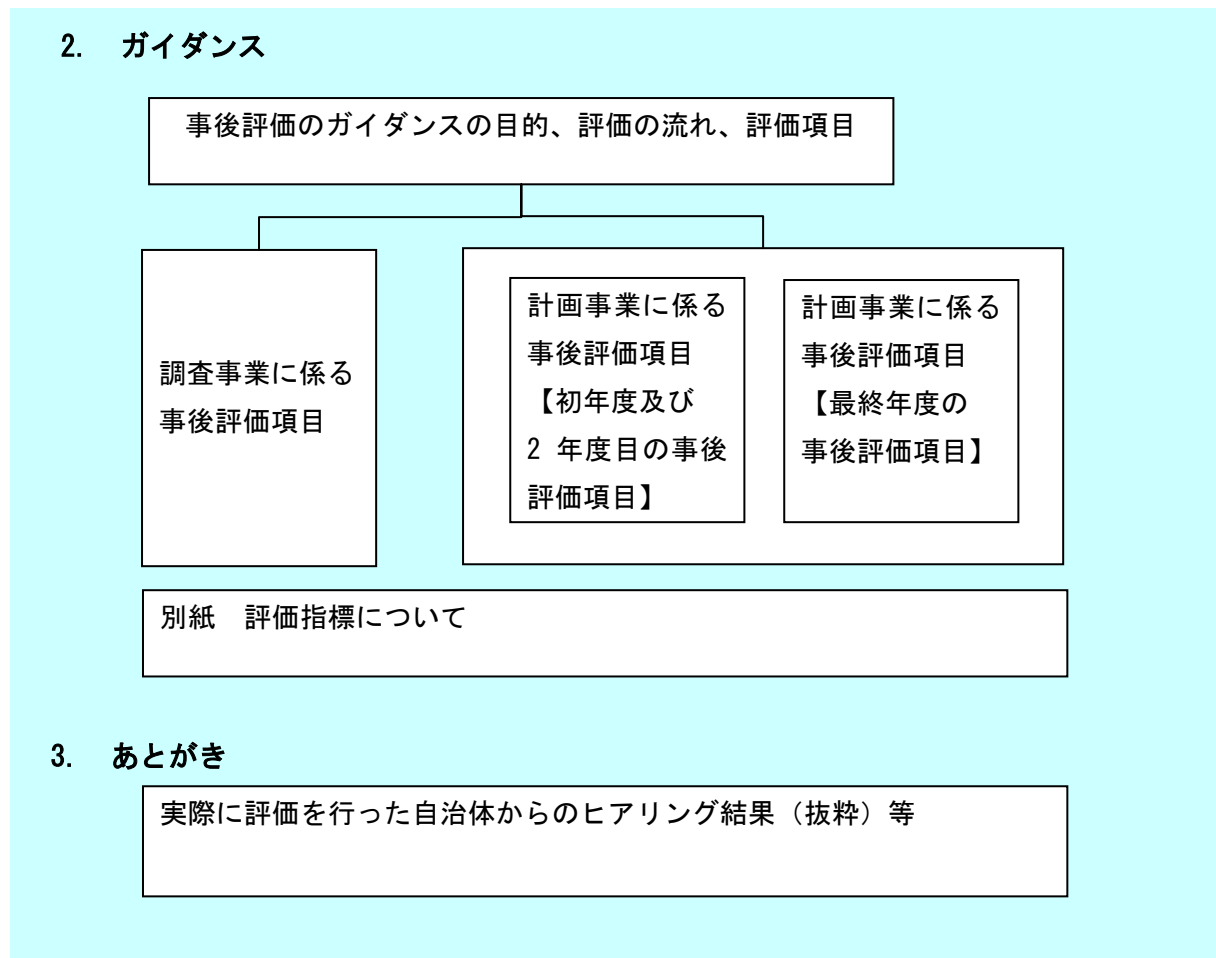 2. ガイダンス
事後評価のガイダンスの目的、評価の流れ、評価項目
調査事業に係る
事後評価項目
計画事業に係る
事後評価項目
【初年度及び
2 年度目の事後
評価項目】
計画事業に係る
事後評価項目
【最終年度の
事後評価項目】
別紙　評価指標について
3. あとがき
実際に評価を行った自治体からのヒアリング結果（抜粋）等